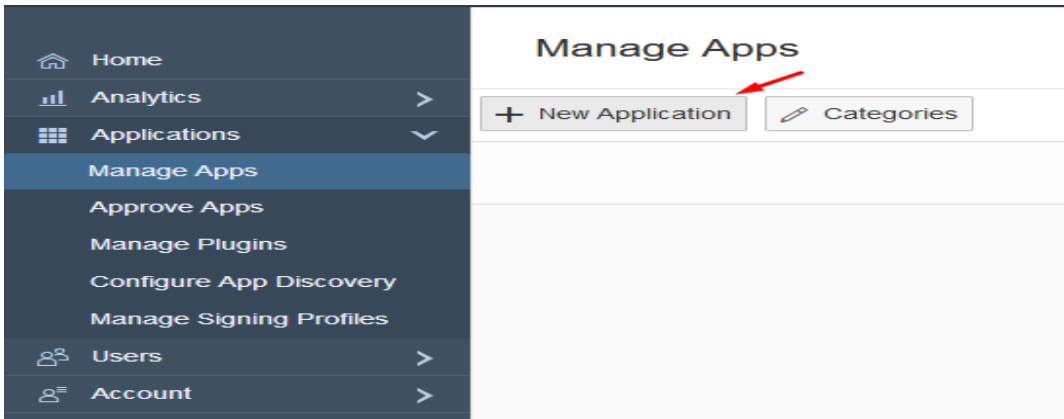 Home
Analytics
Applications
Manage Apps
Approve Apps
Manage Plugins
Configure App Discovery
Manage Signing Profiles
Users
Account
Manage Apps
New Application
Categories